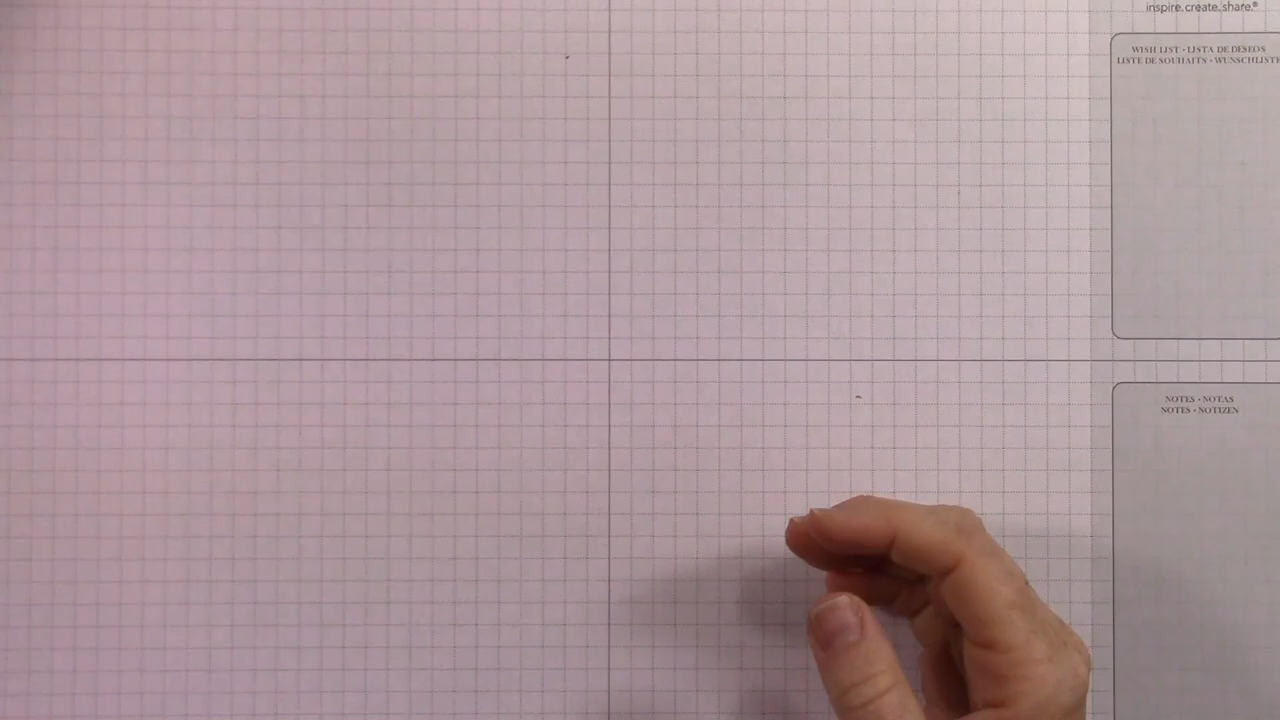 inspire.create.share.®
WISH LIST • LISTA DE DESEOS
LISTE DE SOUHAITS • WUNSCHLISTE
NOTES • NOTAS
NOTES • NOTIZEN